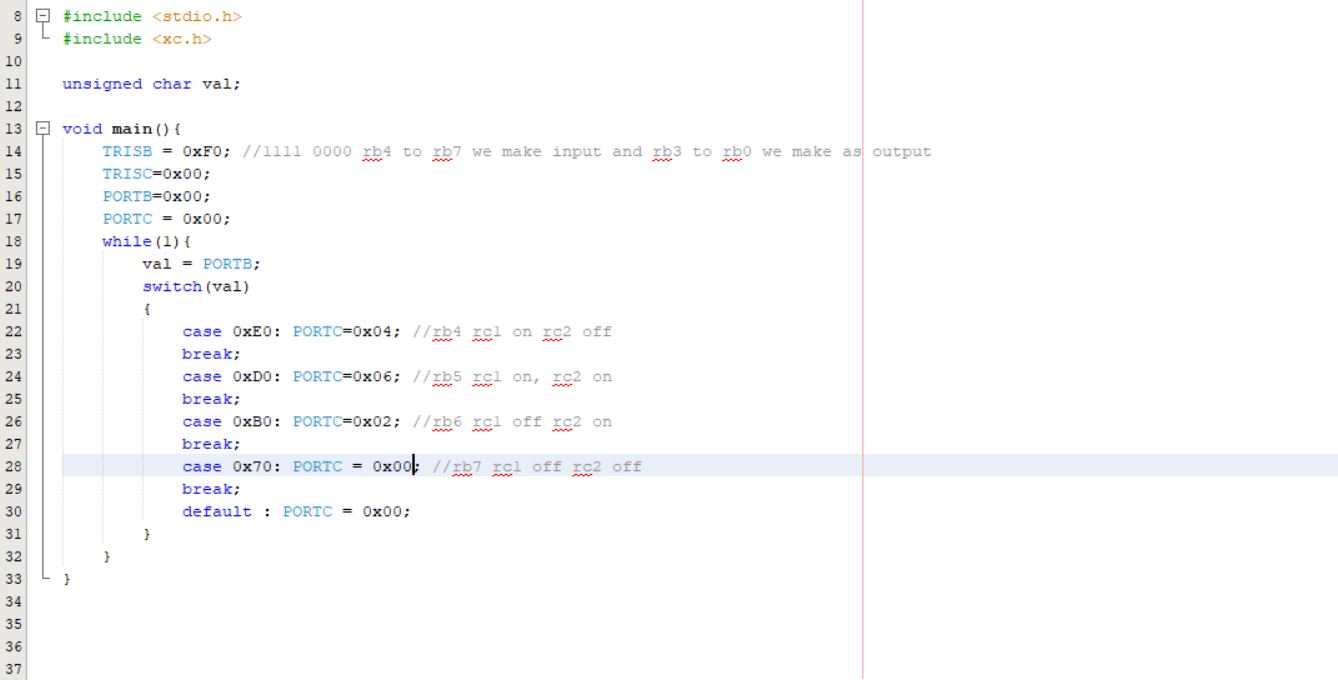 8 #include <stdio.h>
9 #include <xc.h>
10
11 unsigned char val;
12
13 void main(){
14 TRISB = 0xF0; //1111 0000 rb4 to rb7 we make input and rb3 to rb0 we make as output
15 TRISC=0x00;
16 PORTB=0x00;
17 PORTC = 0x00;
18 while(1){
19 val = PORTB;
20 switch(val)
21 {
22 case 0xE0: PORTC=0x04; //rb4 rc1 on rc2 off
23 break;
24 case 0xD0: PORTC=0x06; //rb5 rc1 on, rc2 on
25 break;
26 case 0xB0: PORTC=0x02; //rb6 rc1 off rc2 on
27 break;
28 case 0x70: PORTC = 0x00; //rb7 rc1 off rc2 off
29 break;
30 default : PORTC = 0x00;
31 }
32 }
33 }
34
35
36
37